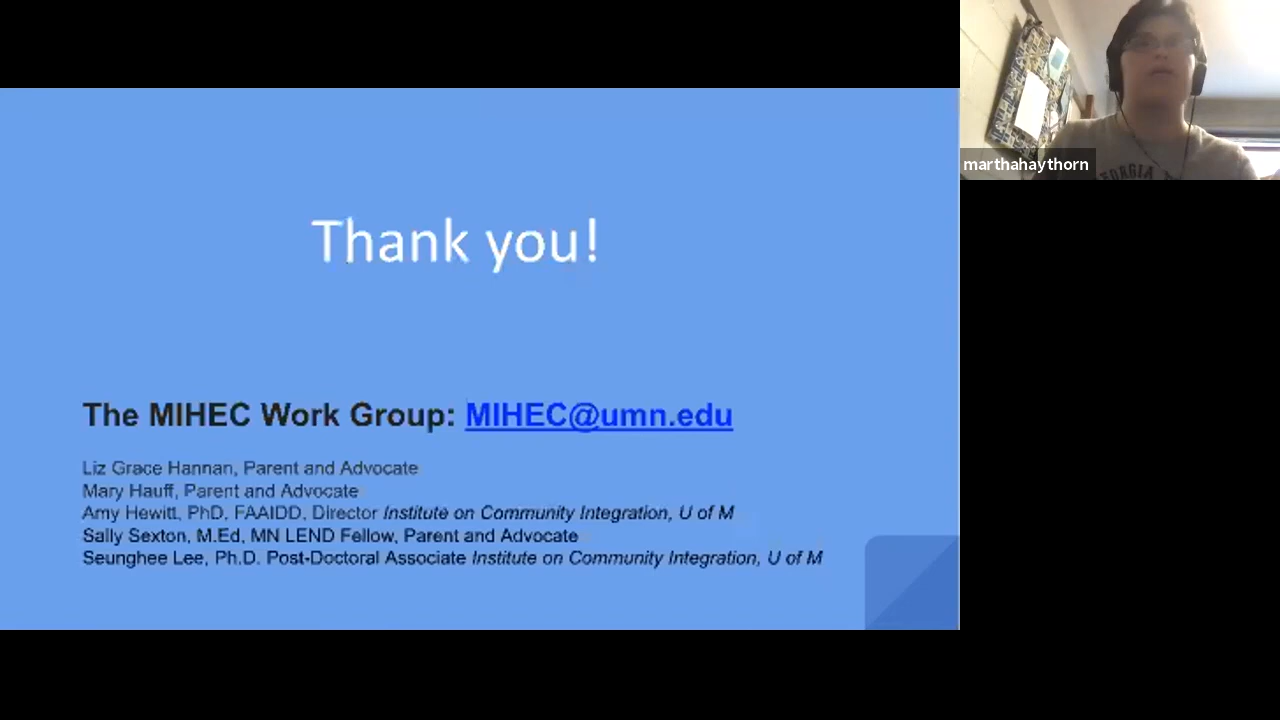 Thank you!
The MIHEC Work Group: MIHEC@umn.edu
Liz Grace Hannan, Parent and Advocate
Mary Hauff, Parent and Advocate
Amy Hewitt, PhD, FAAIDD, Director Institute on Community Integration, U of M
Sally Sexton, M.Ed, MN LEND Fellow, Parent and Advocate
Seunghee Lee, Ph.D. Post-Doctoral Associate Institute on Community Integration, U of M
marthahaythorn